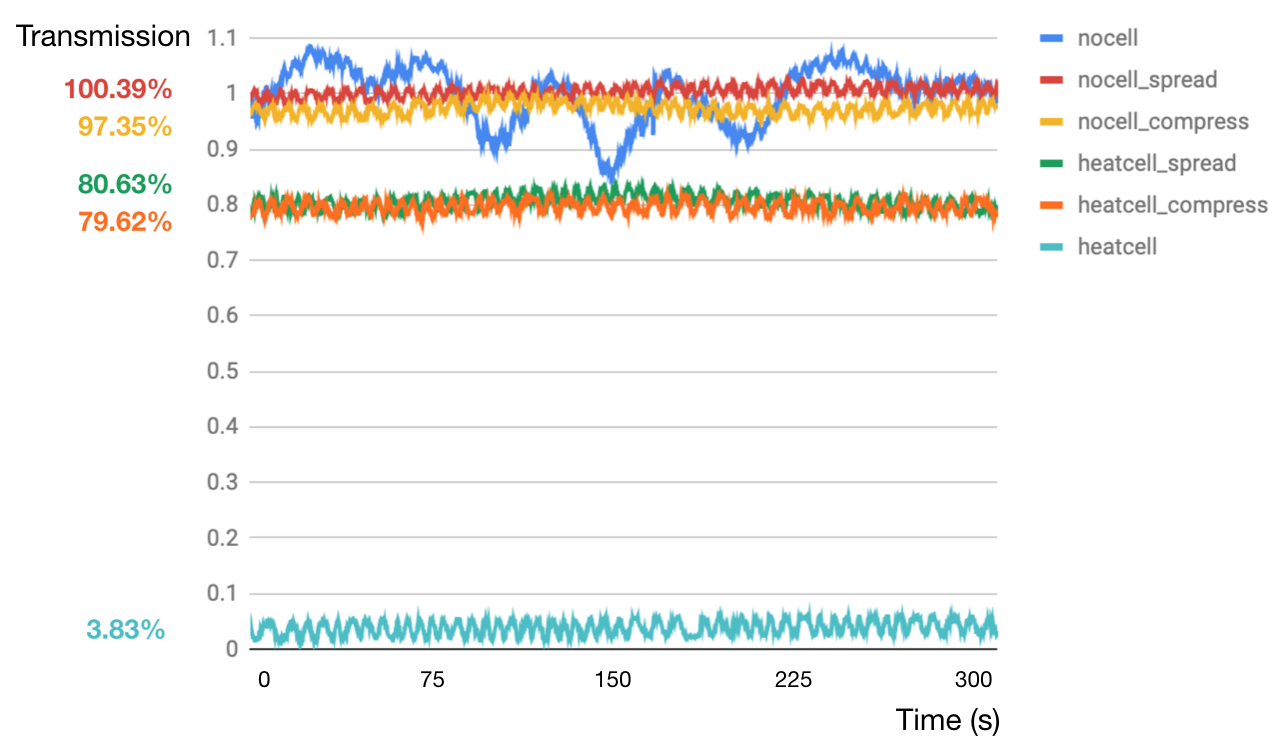 Transmission
1.1
100.39%
1
97.35%
0.9
80.63%
0.8
79.62%
0.7
0.6
0.5
0.4
0.3
0.2
0.1
3.83%
0
0 75 150 225 300
Time (s)
nocell
nocell_spread
nocell_compress
heatcell_spread
heatcell_compress
heatcell